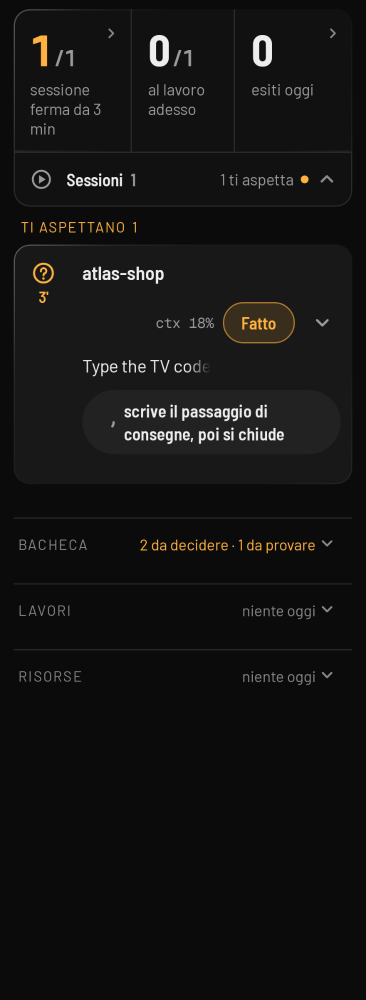 1/1
sessione
ferma da 3
min
0/1
al lavoro
adesso
0
esiti oggi
Sessioni 1
1 ti aspetta
TI ASPETTANO 1
atlas-shop
3'
ctx 18%
Fatto
Type the TV code
scrive il passaggio di
consegne, poi si chiude
BACHECA
2 da decidere · 1 da provare
LAVORI
niente oggi
RISORSE
niente oggi